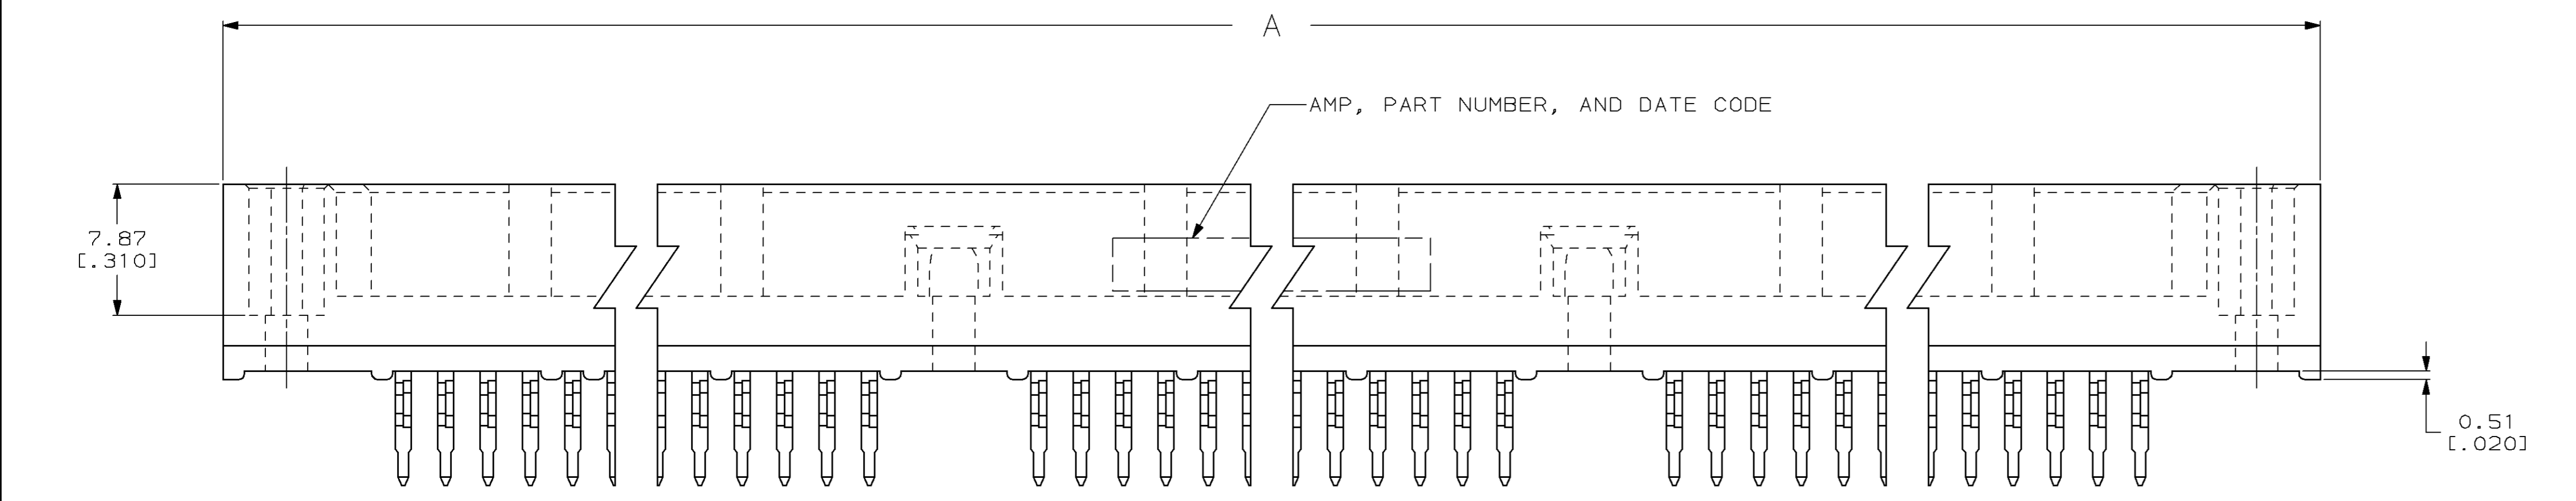 A
AMP, PART NUMBER, AND DATE CODE
7.87
[.310]
0.51
[.020]